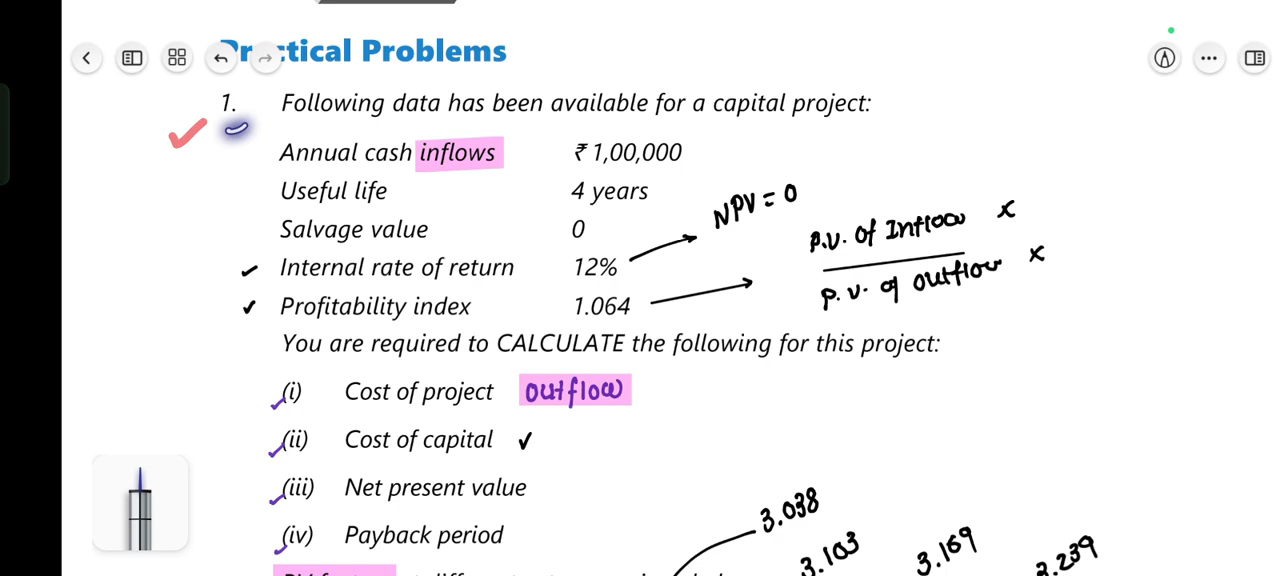 Practical Problems
1. Following data has been available for a capital project:
Annual cash inflows ₹ 1,00,000
Useful life 4 years
NPV = 0
Salvage value 0
P.V. of Inflow x
Internal rate of return 12%
P.V. of outflow x
Profitability index 1.064
You are required to CALCULATE the following for this project:
(i) Cost of project outflow
(ii) Cost of capital
(iii) Net present value
3.038
(iv) Payback period
3.103 3.169 3.239